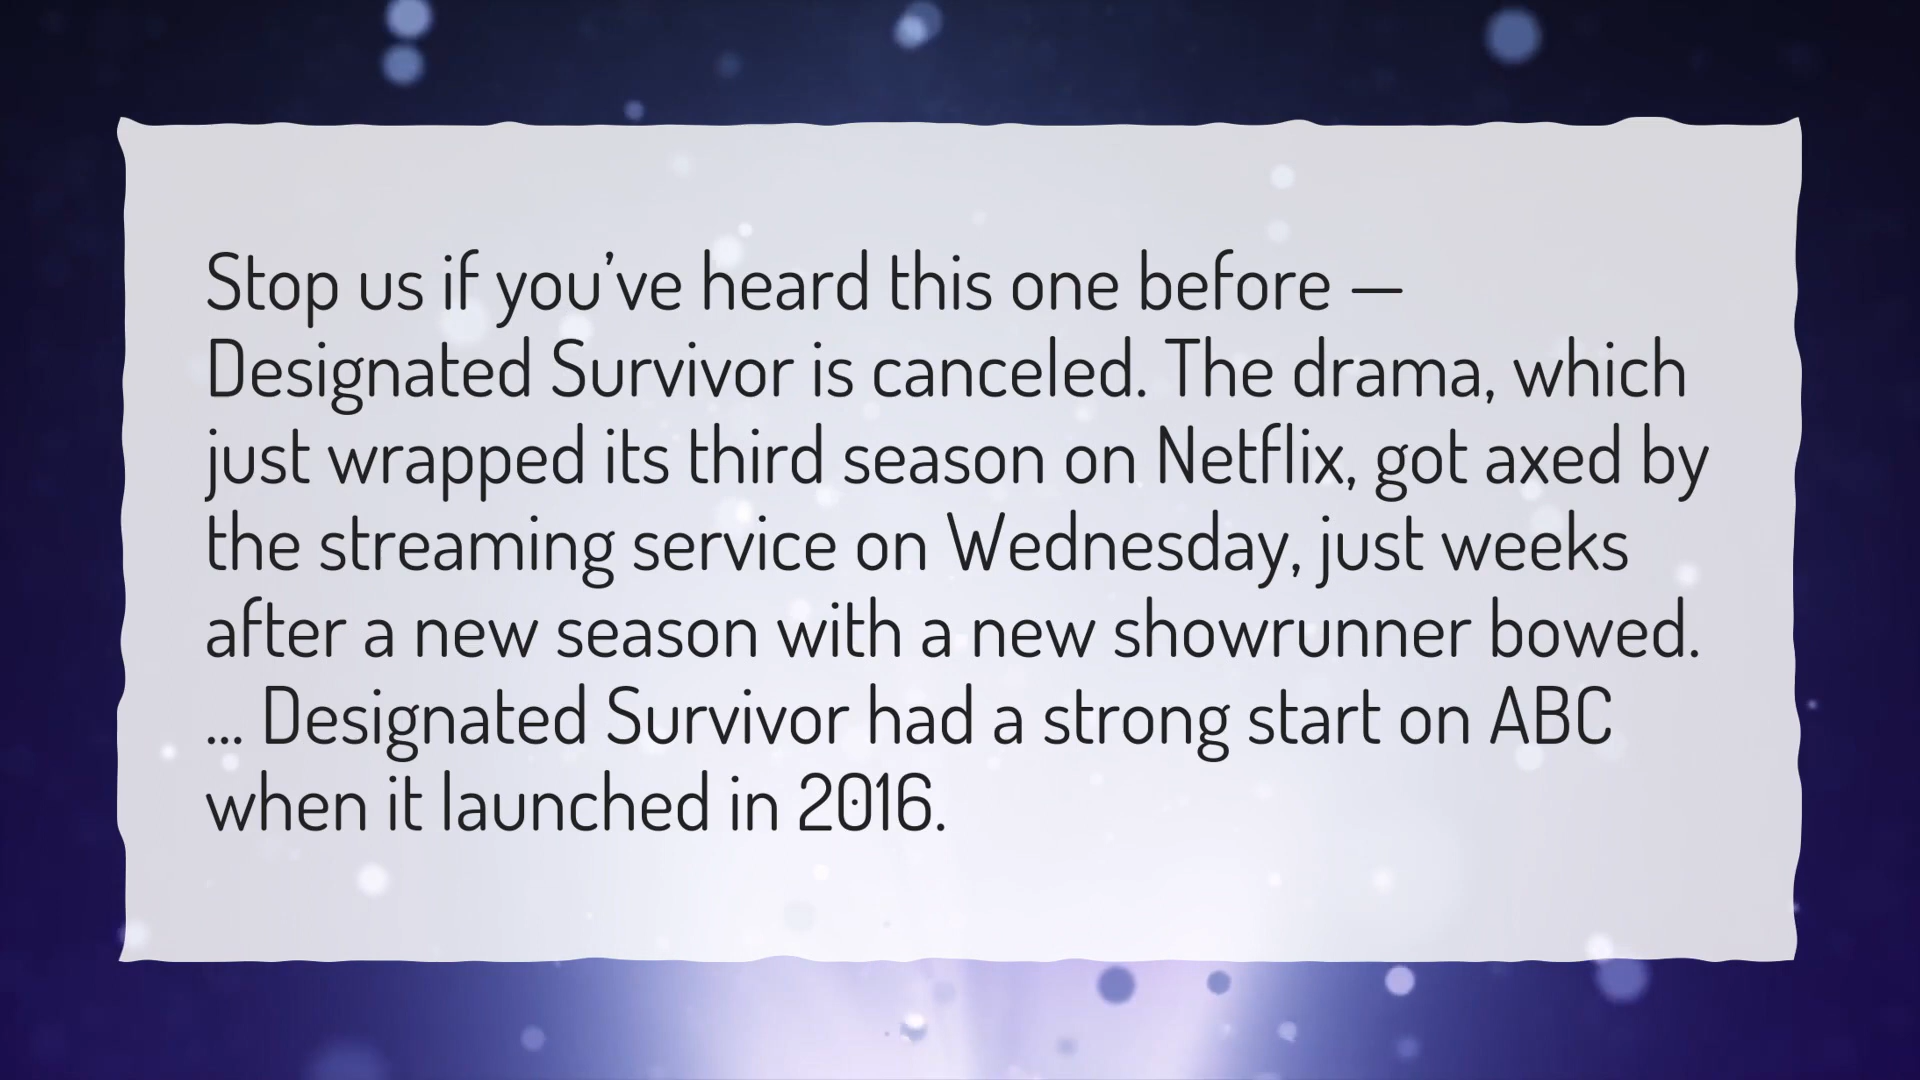 Stop us if you’ve heard this one before —
Designated Survivor is canceled. The drama, which
just wrapped its third season on Netflix, got axed by
the streaming service on Wednesday, just weeks
after a new season with a new showrunner bowed.
... Designated Survivor had a strong start on ABC
when it launched in 2016.